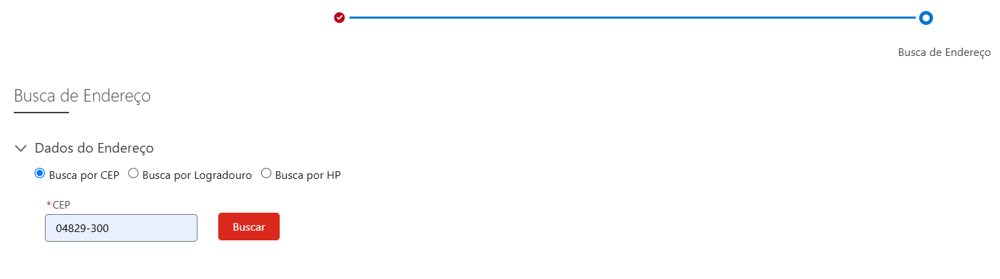 Busca de Endereço
Busca de Endereço
Dados do Endereço
Busca por CEP Busca por Logradouro Busca por HP
* CEP
04829-300 Buscar